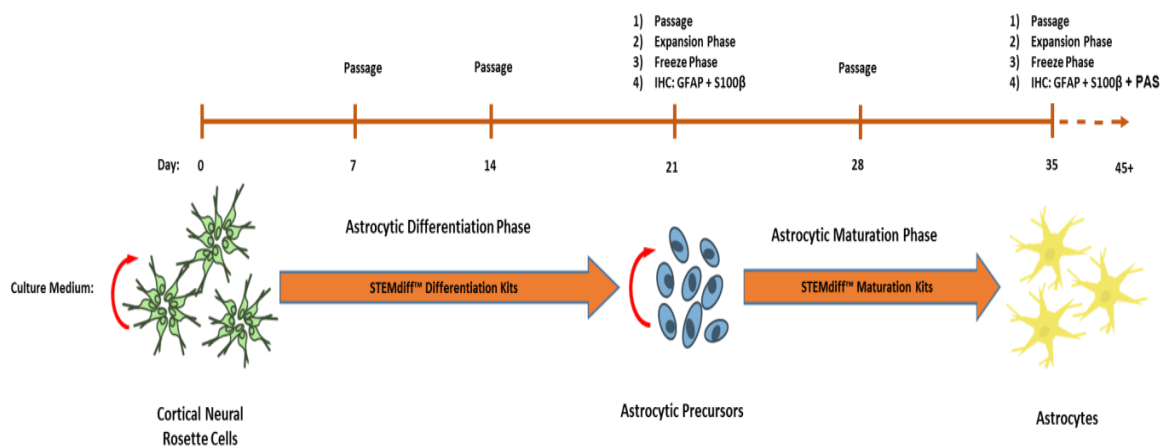 1) Passage
2) Expansion Phase
3) Freeze Phase
4) IHC: GFAP + S100β
1) Passage
2) Expansion Phase
3) Freeze Phase
4) IHC: GFAP + S100β + PAS
Passage
Passage
Passage
Day:
0
7
14
21
28
35
45+
Astrocytic Differentiation Phase
Astrocytic Maturation Phase
Culture Medium:
STEMdiff™ Differentiation Kits
STEMdiff™ Maturation Kits
Cortical Neural
Rosette Cells
Astrocytic Precursors
Astrocytes